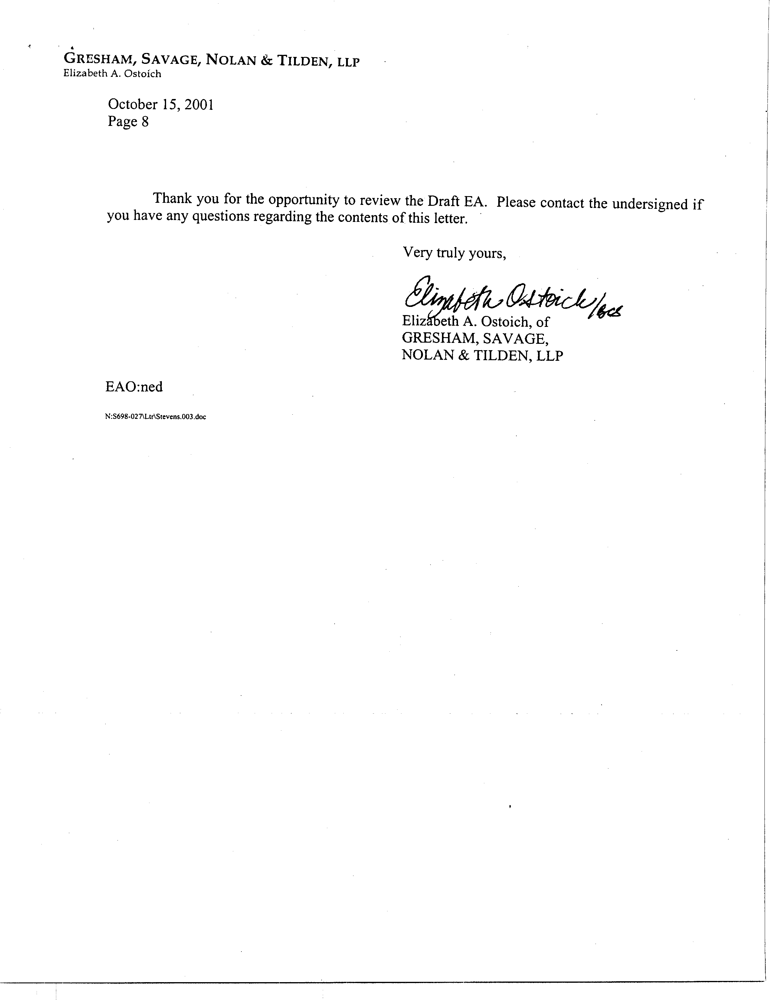 GRESHAM, SAVAGE, NOLAN & TILDEN, LLP
Elizabeth A. Ostoich
October 15, 2001
Page 8
Thank you for the opportunity to review the Draft EA. Please contact the undersigned if
you have any questions regarding the contents of this letter.
Very truly yours,
Elizabeth Ostoich/
Elizabeth A. Ostoich, of
GRESHAM, SAVAGE,
NOLAN & TILDEN, LLP
EAO:ned
N:S698-027\Ltr\Stevens.003.doc